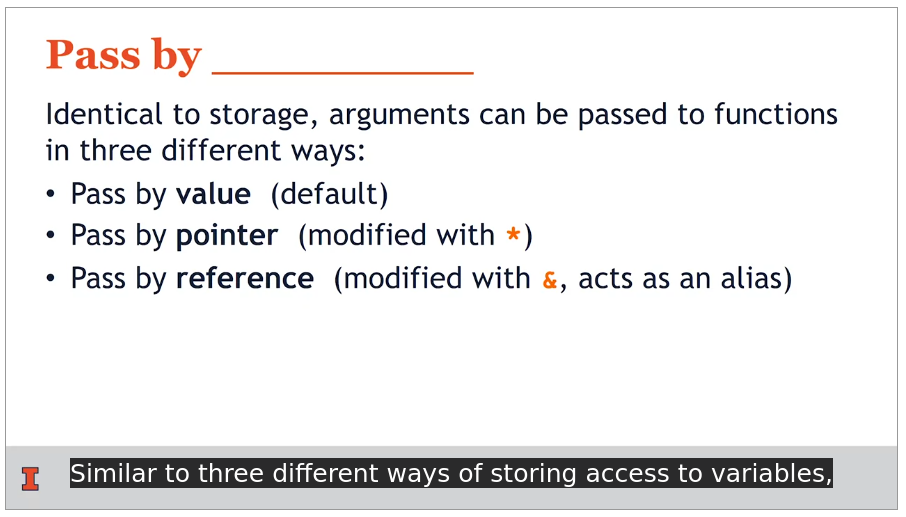 Pass by ____________
Identical to storage, arguments can be passed to functions
in three different ways:
• Pass by value (default)
• Pass by pointer (modified with *)
• Pass by reference (modified with &, acts as an alias)
I
Similar to three different ways of storing access to variables,